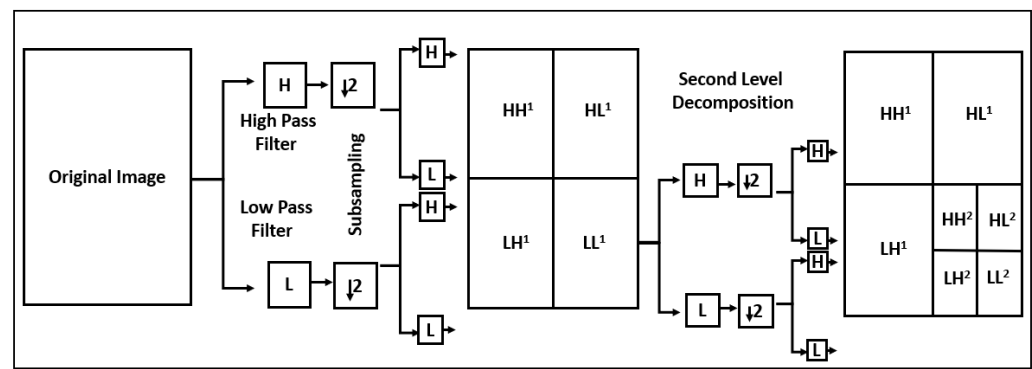 Original Image
H
↓2
High Pass
Filter
Low Pass
Filter
Subsampling
L
↓2
H
L
H
L
HH¹
HL¹
LH¹
LL¹
Second Level
Decomposition
H
↓2
L
↓2
H
L
H
L
HH¹
HL¹
LH¹
HH²
HL²
LH²
LL²